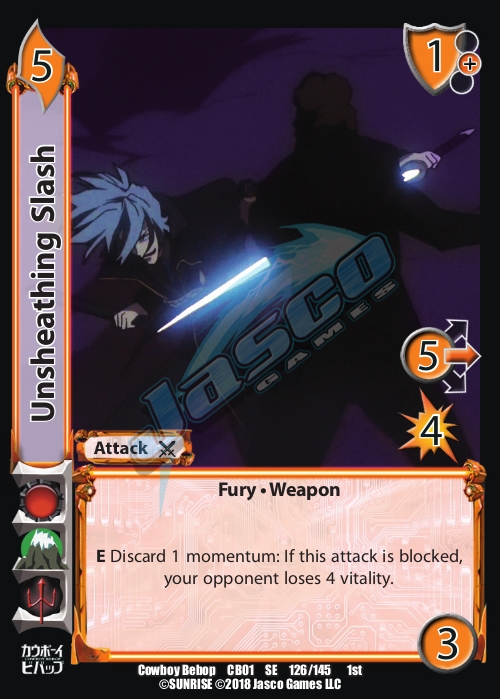 5
1
+
Unsheathing Slash
Jasco
GAMES
5
4
Attack
Fury • Weapon
E Discard 1 momentum: If this attack is blocked,
your opponent loses 4 vitality.
3
カウボーイ
ビバップ
Cowboy Bebop CB01 SE 126/145 1st
©SUNRISE ©2018 Jasco Games LLC